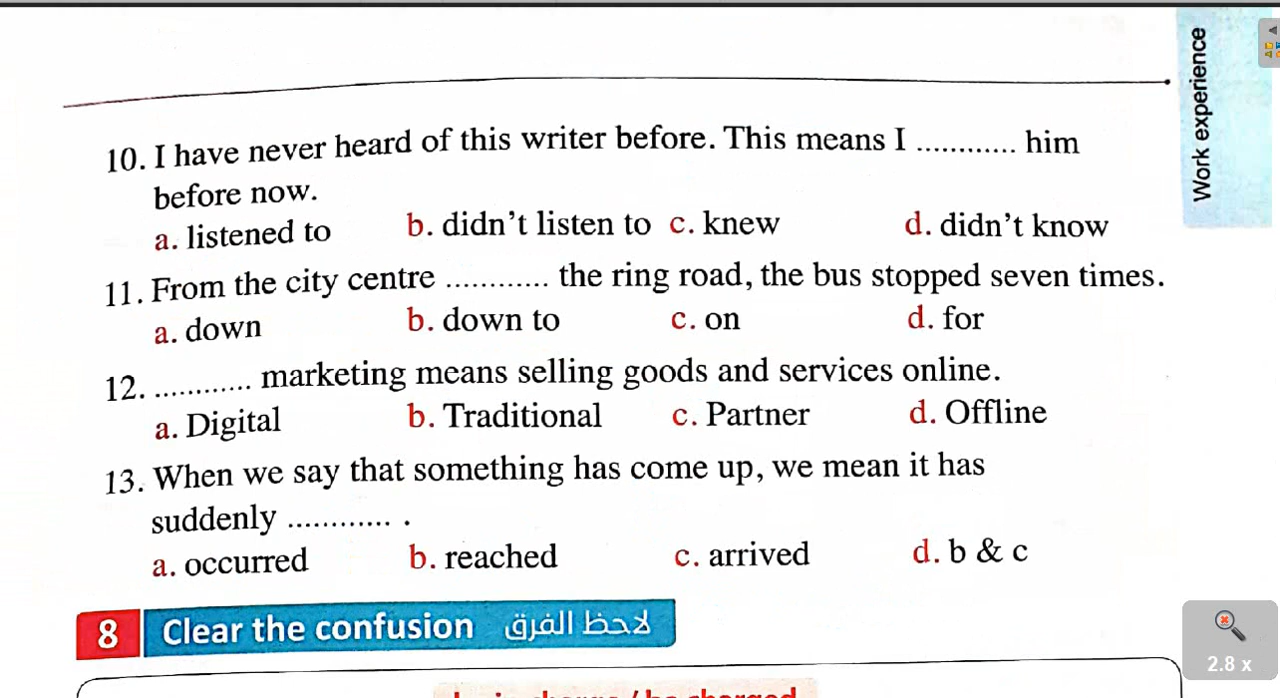 Work experience
10. I have never heard of this writer before. This means I ............ him
before now.
a. listened to b. didn't listen to c. knew d. didn't know
11. From the city centre ............ the ring road, the bus stopped seven times.
a. down b. down to c. on d. for
12. ............ marketing means selling goods and services online.
a. Digital b. Traditional c. Partner d. Offline
13. When we say that something has come up, we mean it has
suddenly ............ .
a. occurred b. reached c. arrived d. b & c
8 Clear the confusion لاحظ الفرق
2.8 x